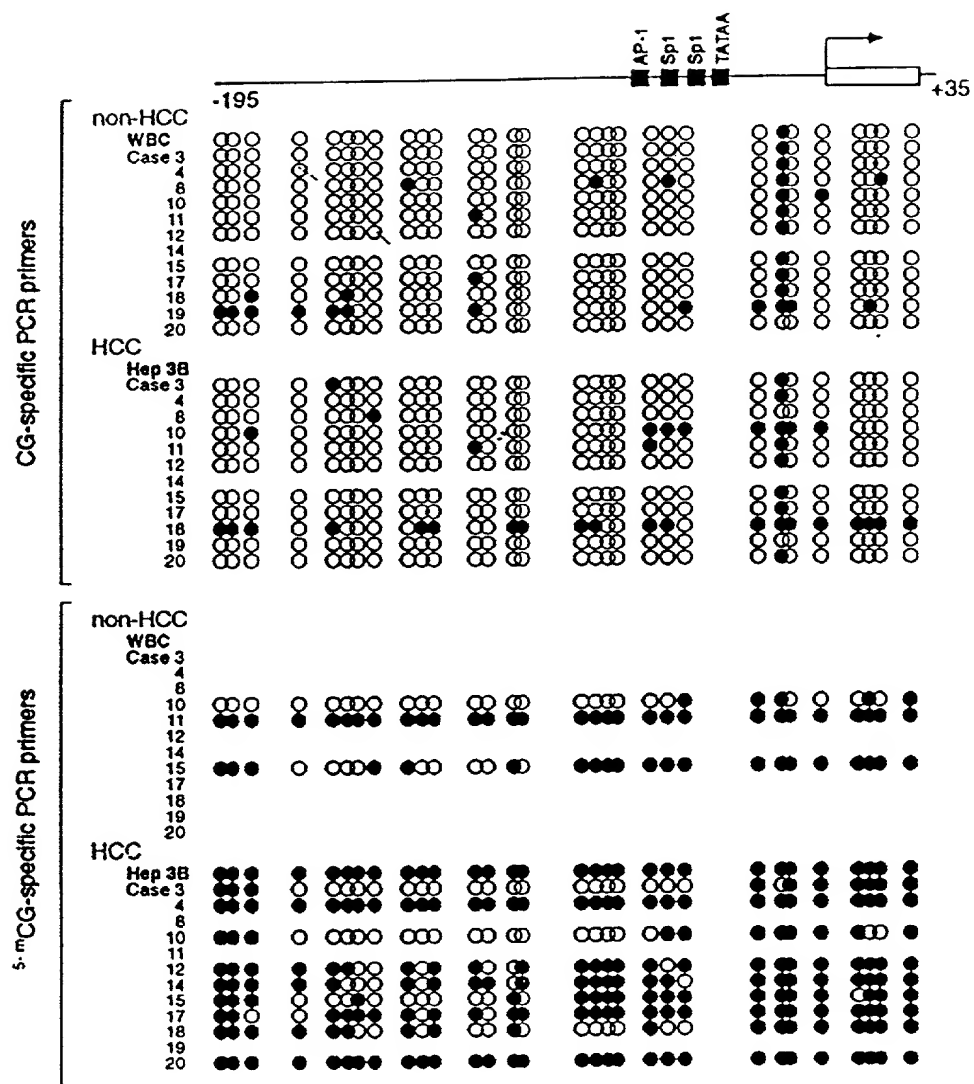 AP-1
Sp1
Sp1
TATAA
-195
+35
CG-specific PCR primers
non-HCC
WBC
Case 3
4
8
10
11
12
14
15
17
18
19
20
HCC
Hep 3B
Case 3
4
8
10
11
12
14
15
17
18
19
20
5-mCG-specific PCR primers
non-HCC
WBC
Case 3
4
8
10
11
12
14
15
17
18
19
20
HCC
Hep 3B
Case 3
4
8
10
11
12
14
15
17
18
19
20